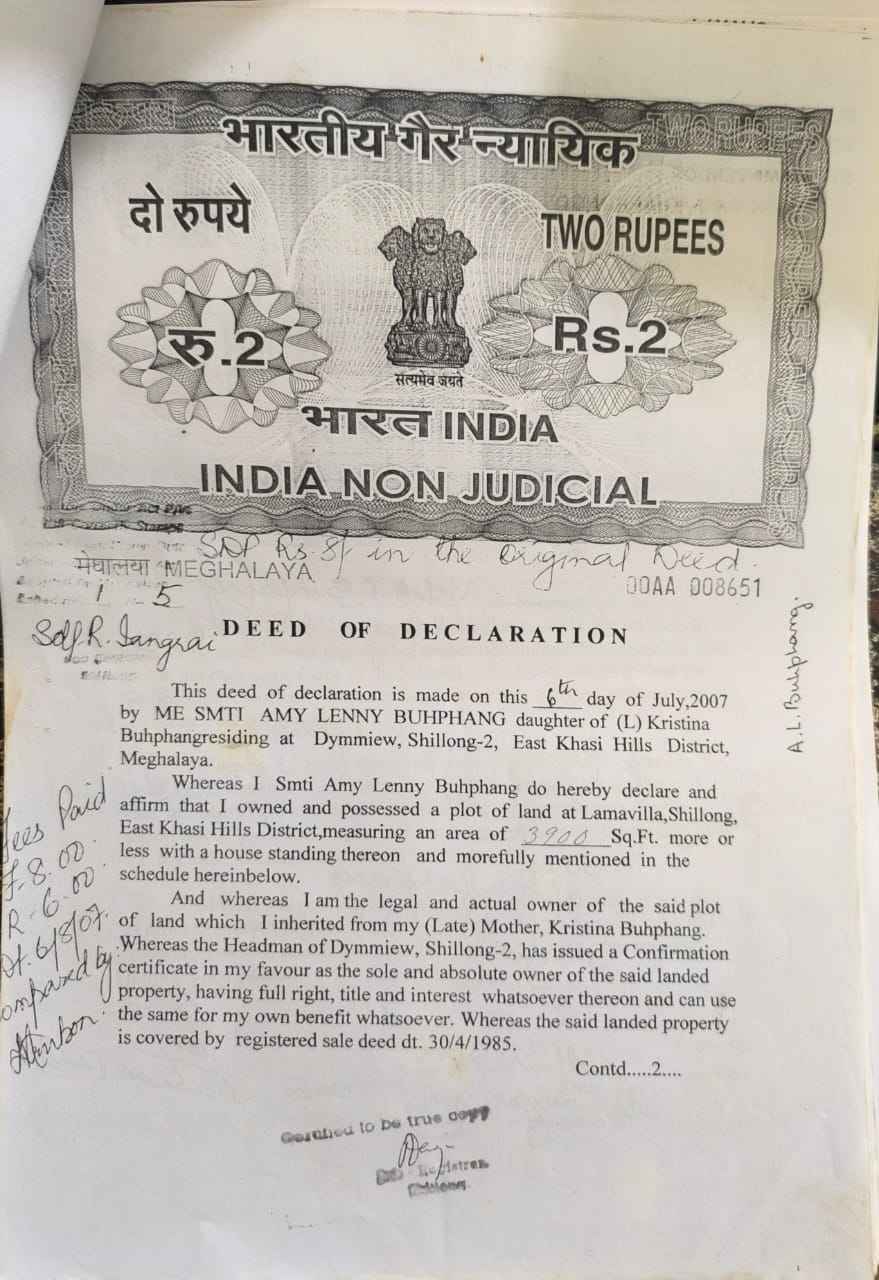 भारतीय गैर न्यायिक
दो रुपये
TWO RUPEES
रु.2
Rs.2
सत्यमेव जयते
भारत INDIA
INDIA NON JUDICIAL
SDP Rs. 8/ in the Original Deed.
मेघालया MEGHALAYA
00AA 008651
1 5
Sd/ R. Iangrai
DEED OF DECLARATION
A.L. Buhphang.
This deed of declaration is made on this 6th day of July,2007
by ME SMTI AMY LENNY BUHPHANG daughter of (L) Kristina
Buhphangresiding at Dymmiew, Shillong-2, East Khasi Hills District,
Meghalaya.
Whereas I Smti Amy Lenny Buhphang do hereby declare and
affirm that I owned and possessed a plot of land at Lamavilla,Shillong,
East Khasi Hills District,measuring an area of 3900 Sq.Ft. more or
less with a house standing thereon and morefully mentioned in the
schedule hereinbelow.
And whereas I am the legal and actual owner of the said plot
of land which I inherited from my (Late) Mother, Kristina Buhphang.
Whereas the Headman of Dymmiew, Shillong-2, has issued a Confirmation
certificate in my favour as the sole and absolute owner of the said landed
property, having full right, title and interest whatsoever thereon and can use
the same for my own benefit whatsoever. Whereas the said landed property
is covered by registered sale deed dt. 30/4/1985.
Contd.....2....
Fees Paid
F. 8.00
R. 6.00
Dt. 6/8/07.
ompared by
Certified to be true copy
Registrar
Shillong.